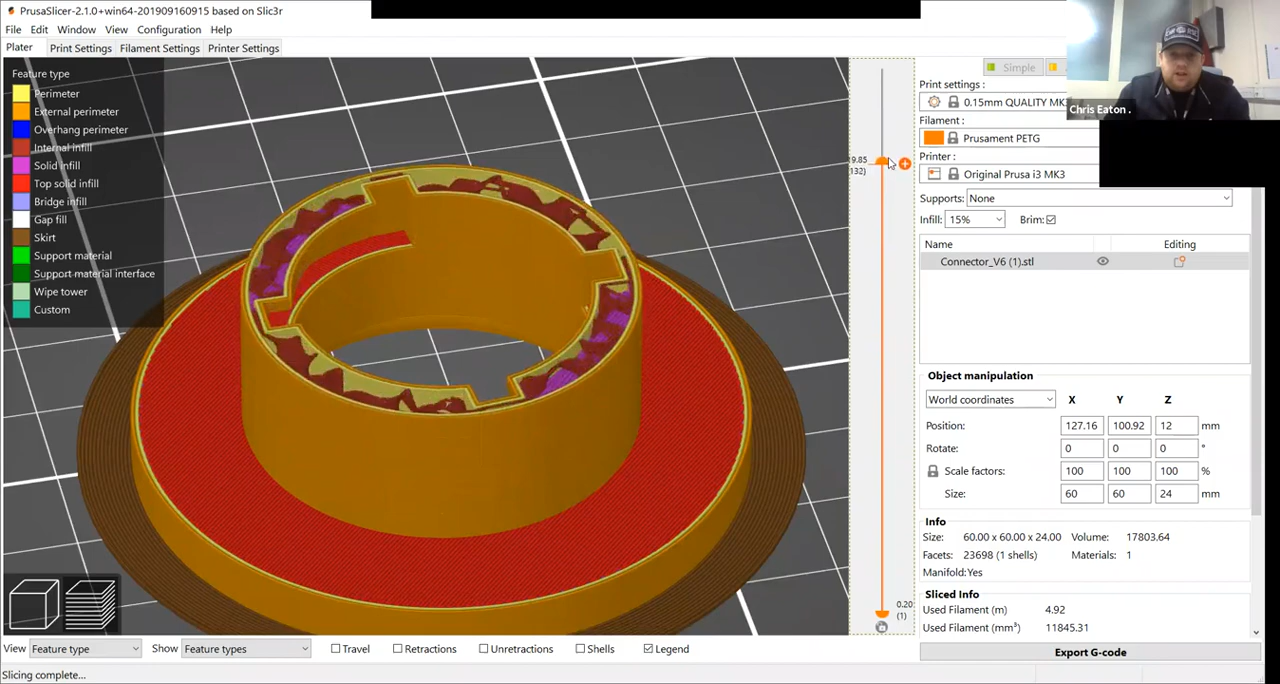 PrusaSlicer-2.1.0+win64-201909160915 based on Slic3r
File Edit Window View Configuration Help
Plater Print Settings Filament Settings Printer Settings
Feature type
Perimeter
External perimeter
Overhang perimeter
Internal infill
Solid infill
Top solid infill
Bridge infill
Gap fill
Skirt
Support material
Support material interface
Wipe tower
Custom
19.85
(132)
0.20
(1)
Simple
Chris Eaton .
Print settings :
0.15mm QUALITY MK3
Filament :
Prusament PETG
Printer :
Original Prusa i3 MK3
Supports: None
Infill: 15% Brim:
Name Editing
Connector_V6 (1).stl
Object manipulation
World coordinates X Y Z
Position: 127.16 100.92 12 mm
Rotate: 0 0 0 °
Scale factors: 100 100 100 %
Size: 60 60 24 mm
Info
Size: 60.00 x 60.00 x 24.00 Volume: 17803.64
Facets: 23698 (1 shells) Materials: 1
Manifold:Yes
Sliced Info
Used Filament (m) 4.92
Used Filament (mm³) 11845.31
Export G-code
View Feature type Show Feature types Travel Retractions Unretractions Shells Legend
Slicing complete...